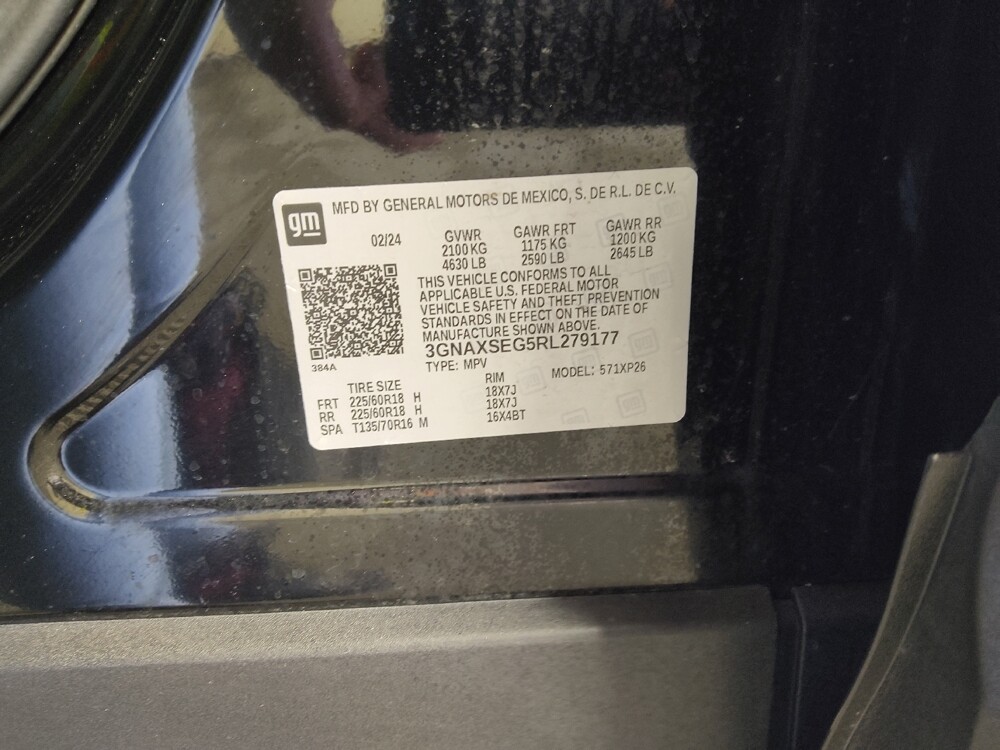 gm
MFD BY GENERAL MOTORS DE MEXICO, S. DE R.L. DE C.V.
02/24 GVWR GAWR FRT GAWR RR
2100 KG 1175 KG 1200 KG
4630 LB 2590 LB 2645 LB
THIS VEHICLE CONFORMS TO ALL
APPLICABLE U.S. FEDERAL MOTOR
VEHICLE SAFETY AND THEFT PREVENTION
STANDARDS IN EFFECT ON THE DATE OF
MANUFACTURE SHOWN ABOVE.
3GNAXSEG5RL279177
384A TYPE: MPV MODEL: 571XP26
TIRE SIZE RIM
FRT 225/60R18 H 18X7J
RR 225/60R18 H 18X7J
SPA T135/70R16 M 16X4BT